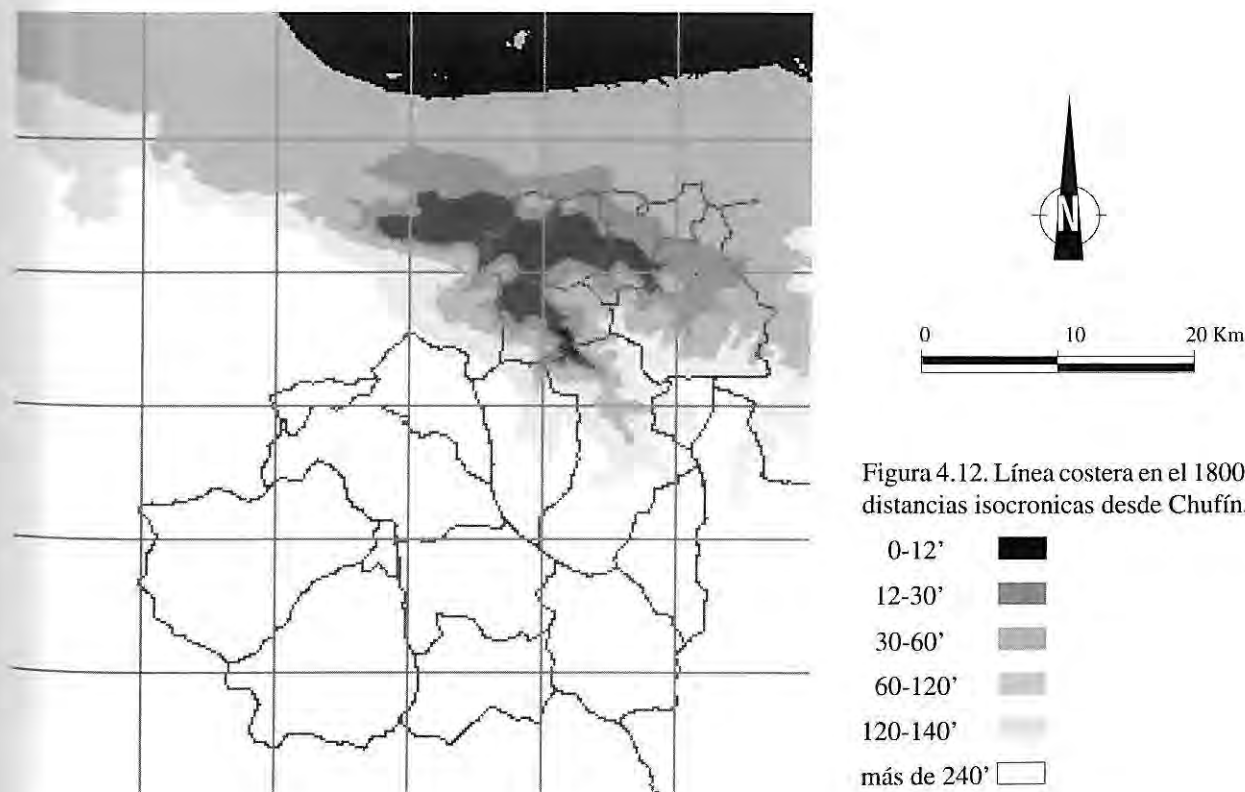 N
0 10 20 Km
Figura 4.12. Línea costera en el 1800
distancias isocronicas desde Chufín.
0-12'
12-30'
30-60'
60-120'
120-140'
más de 240'